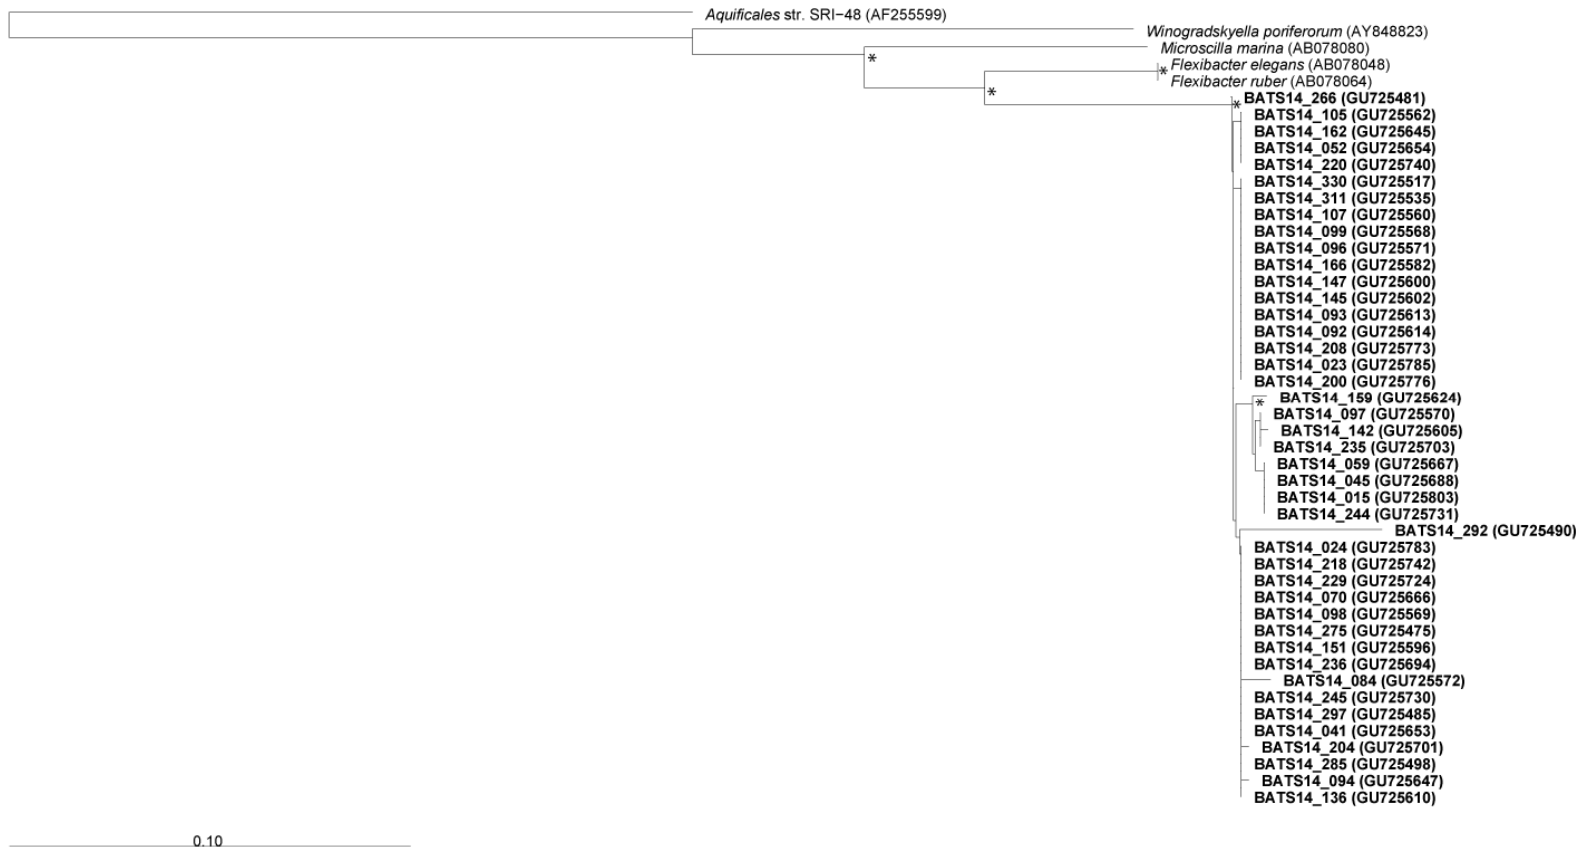 Aquificales str. SRI−48 (AF255599)
Winogradskyella poriferorum (AY848823)
Microscilla marina (AB078080)
*
Flexibacter elegans (AB078048)
*
Flexibacter ruber (AB078064)
*
BATS14_266 (GU725481)
*
BATS14_105 (GU725562)
BATS14_162 (GU725645)
BATS14_052 (GU725654)
BATS14_220 (GU725740)
BATS14_330 (GU725517)
BATS14_311 (GU725535)
BATS14_107 (GU725560)
BATS14_099 (GU725568)
BATS14_096 (GU725571)
BATS14_166 (GU725582)
BATS14_147 (GU725600)
BATS14_145 (GU725602)
BATS14_093 (GU725613)
BATS14_092 (GU725614)
BATS14_208 (GU725773)
BATS14_023 (GU725785)
BATS14_200 (GU725776)
BATS14_159 (GU725624)
*
BATS14_097 (GU725570)
BATS14_142 (GU725605)
BATS14_235 (GU725703)
BATS14_059 (GU725667)
BATS14_045 (GU725688)
BATS14_015 (GU725803)
BATS14_244 (GU725731)
BATS14_292 (GU725490)
BATS14_024 (GU725783)
BATS14_218 (GU725742)
BATS14_229 (GU725724)
BATS14_070 (GU725666)
BATS14_098 (GU725569)
BATS14_275 (GU725475)
BATS14_151 (GU725596)
BATS14_236 (GU725694)
BATS14_084 (GU725572)
BATS14_245 (GU725730)
BATS14_297 (GU725485)
BATS14_041 (GU725653)
BATS14_204 (GU725701)
BATS14_285 (GU725498)
BATS14_094 (GU725647)
BATS14_136 (GU725610)
0.10